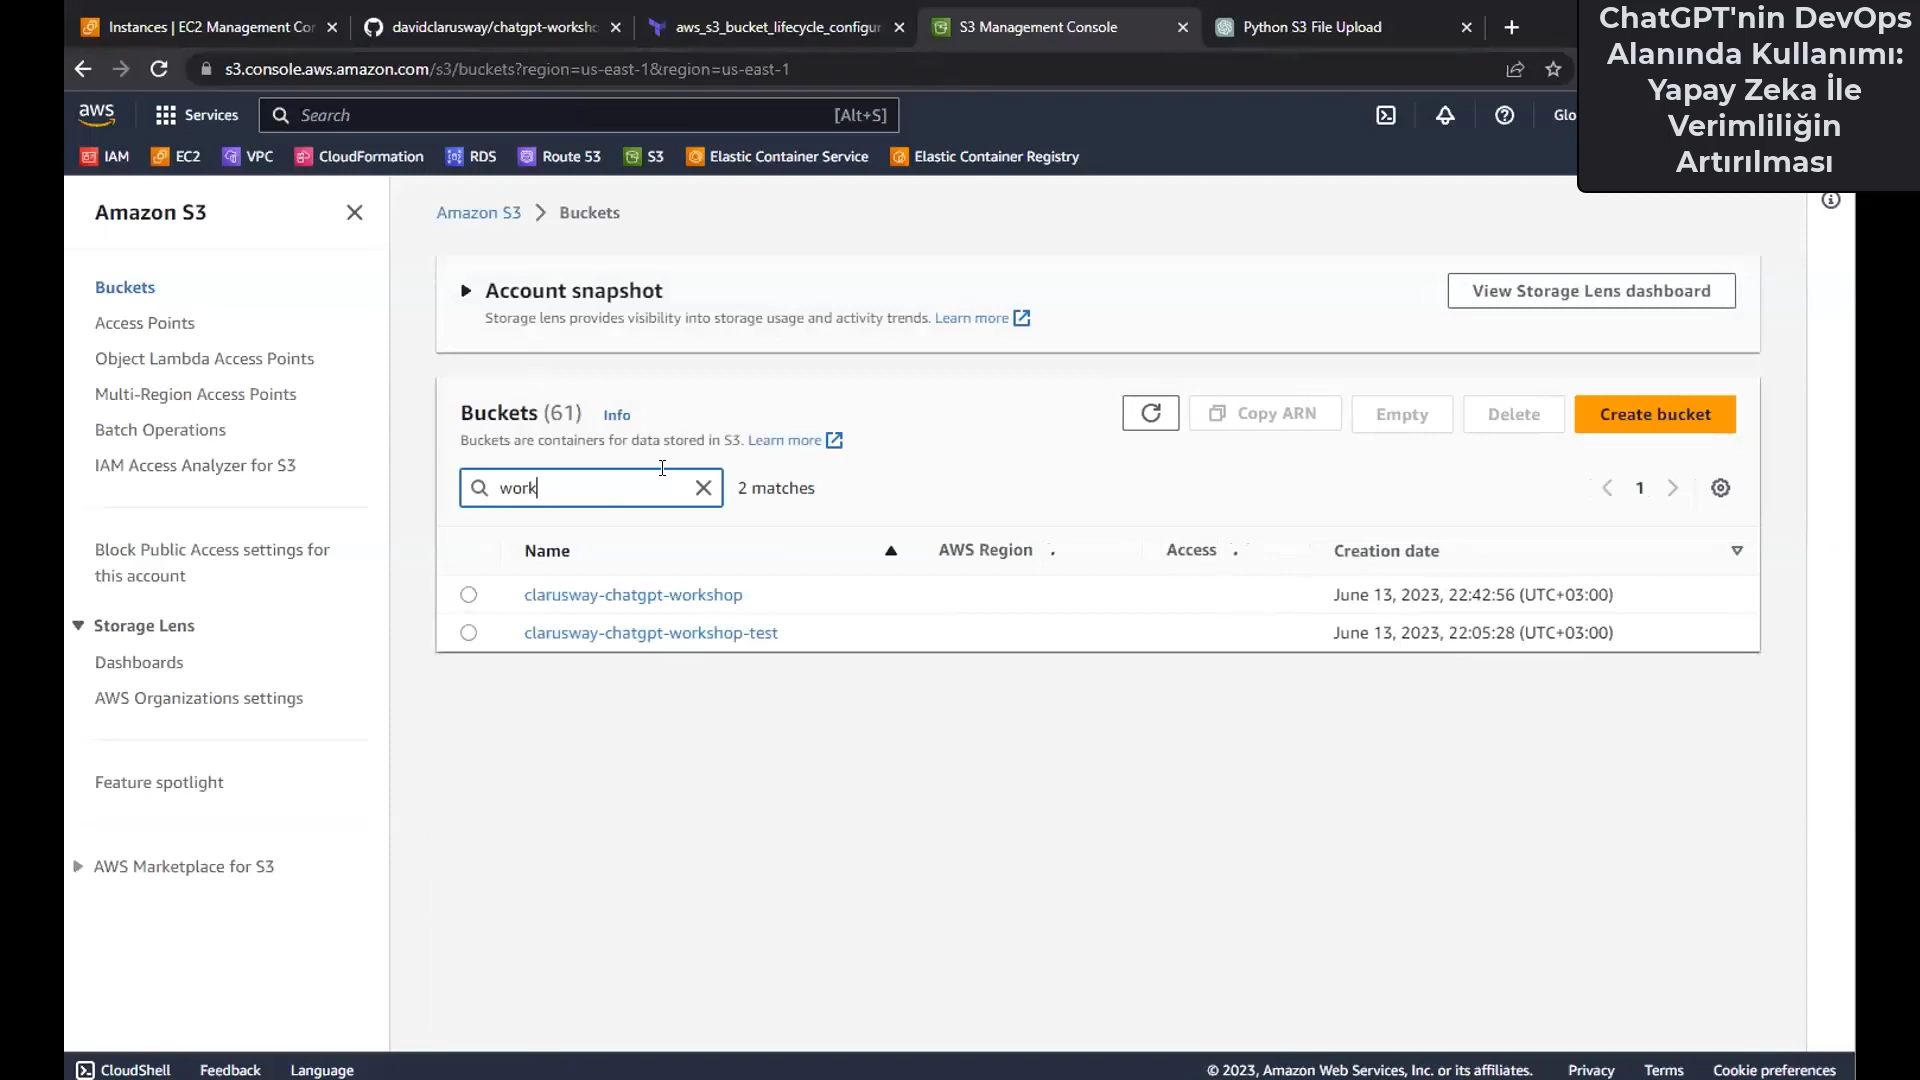 Instances | EC2 Management Con
davidclarusway/chatgpt-worksho
aws_s3_bucket_lifecycle_configur
S3 Management Console
Python S3 File Upload
s3.console.aws.amazon.com/s3/buckets?region=us-east-1&region=us-east-1
ChatGPT'nin DevOps
Alanında Kullanımı:
Yapay Zeka İle
Verimliliğin
Artırılması
aws
Services
Search
[Alt+S]
Glo
IAM
EC2
VPC
CloudFormation
RDS
Route 53
S3
Elastic Container Service
Elastic Container Registry
Amazon S3
Buckets
Access Points
Object Lambda Access Points
Multi-Region Access Points
Batch Operations
IAM Access Analyzer for S3
Block Public Access settings for
this account
Storage Lens
Dashboards
AWS Organizations settings
Feature spotlight
AWS Marketplace for S3
Amazon S3 > Buckets
Account snapshot
Storage lens provides visibility into storage usage and activity trends. Learn more
View Storage Lens dashboard
Buckets (61) Info
Buckets are containers for data stored in S3. Learn more
Copy ARN
Empty
Delete
Create bucket
work
2 matches
1
Name AWS Region Access Creation date
clarusway-chatgpt-workshop June 13, 2023, 22:42:56 (UTC+03:00)
clarusway-chatgpt-workshop-test June 13, 2023, 22:05:28 (UTC+03:00)
CloudShell Feedback Language
© 2023, Amazon Web Services, Inc. or its affiliates. Privacy Terms Cookie preferences